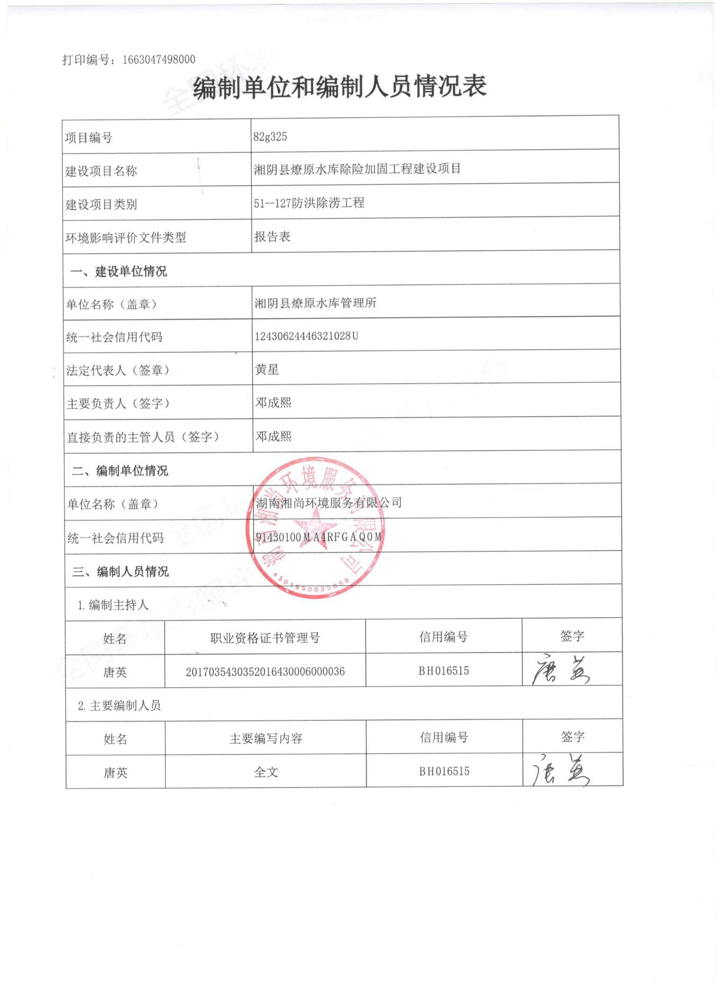 打印编号：1663047498000
编制单位和编制人员情况表
项目编号 82g325
建设项目名称 湘阴县燎原水库除险加固工程建设项目
建设项目类别 51--127防洪除涝工程
环境影响评价文件类型 报告表
一、建设单位情况
单位名称（盖章） 湘阴县燎原水库管理所
统一社会信用代码 12430624446321028U
法定代表人（签章） 黄星
主要负责人（签字） 邓成熙
直接负责的主管人员（签字） 邓成熙
二、编制单位情况
单位名称（盖章） 湖南湘尚环境服务有限公司
统一社会信用代码 91430100MA4RFGAQ0M
湖南湘尚环境服务有限公司
4301990035858
三、编制人员情况
1.编制主持人
姓名 职业资格证书管理号 信用编号 签字
唐英 2017035430352016430006000036 BH016515 唐英
2.主要编制人员
姓名 主要编写内容 信用编号 签字
唐英 全文 BH016515 唐英